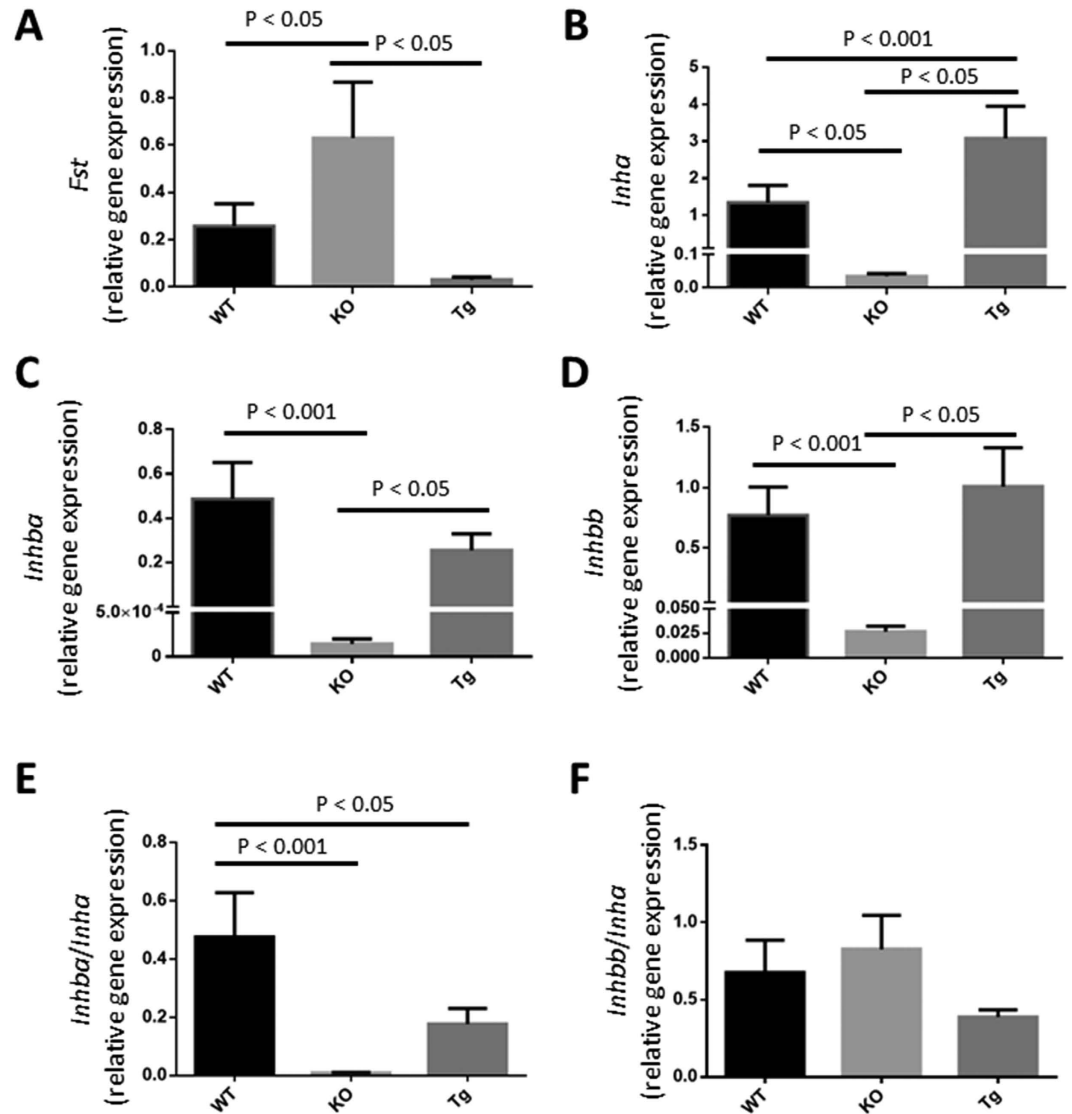 A
P < 0.05
P < 0.05
Fst
(relative gene expression)
1.0
0.8
0.6
0.4
0.2
0.0
WT
KO
Tg
B
P < 0.001
P < 0.05
P < 0.05
Inha
(relative gene expression)
5
4
3
2
1
0.1
0.0
WT
KO
Tg
C
P < 0.001
P < 0.05
Inhba
(relative gene expression)
0.8
0.6
0.4
0.2
5.0×10⁻⁴
0
WT
KO
Tg
D
P < 0.05
P < 0.001
Inhbb
(relative gene expression)
1.5
1.0
0.5
0.050
0.025
0.000
WT
KO
Tg
E
P < 0.05
P < 0.001
Inhba/Inha
(relative gene expression)
0.8
0.6
0.4
0.2
0.0
WT
KO
Tg
F
Inhbb/Inha
(relative gene expression)
1.5
1.0
0.5
0.0
WT
KO
Tg